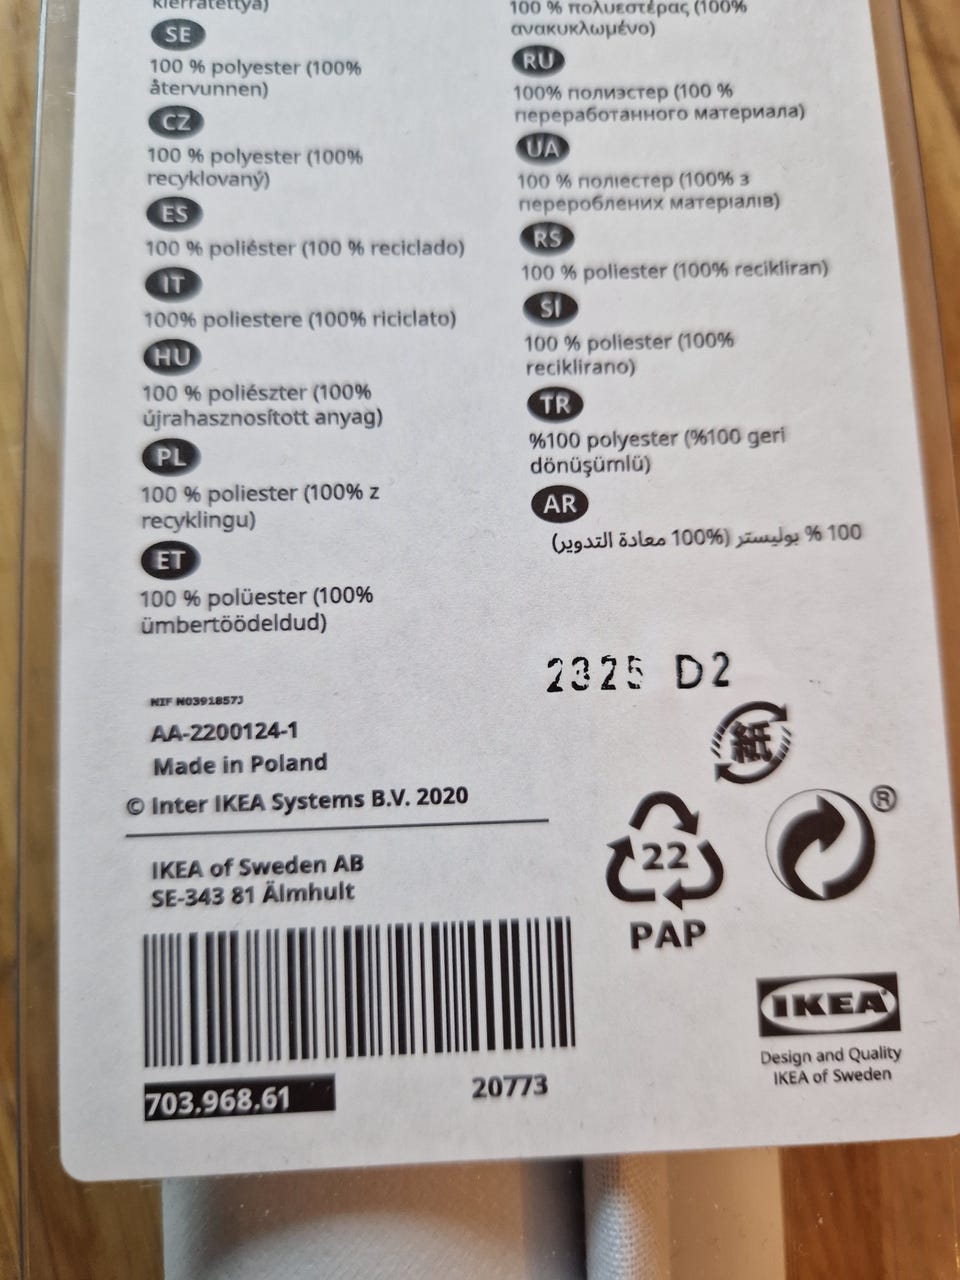 kierrätettyä)
SE
100 % polyester (100%
återvunnen)
CZ
100 % polyester (100%
recyklovaný)
ES
100 % poliéster (100 % reciclado)
IT
100% poliestere (100% riciclato)
HU
100 % poliészter (100%
újrahasznosított anyag)
PL
100 % poliester (100% z
recyklingu)
ET
100 % polüester (100%
ümbertöödeldud)
100 % πολυεστέρας (100%
ανακυκλωμένο)
RU
100% полиэстер (100 %
переработанного материала)
UA
100 % поліестер (100% з
перероблених матеріалів)
RS
100 % poliester (100% recikliran)
SI
100 % poliester (100%
reciklirano)
TR
%100 polyester (%100 geri
dönüşümlü)
AR
100 % بوليستر (100% معادة التدوير)
2325 D2
NIF N0391857J
AA-2200124-1
Made in Poland
© Inter IKEA Systems B.V. 2020
IKEA of Sweden AB
SE-343 81 Älmhult
703.968.61
20773
紙
22
PAP
®
IKEA
Design and Quality
IKEA of Sweden